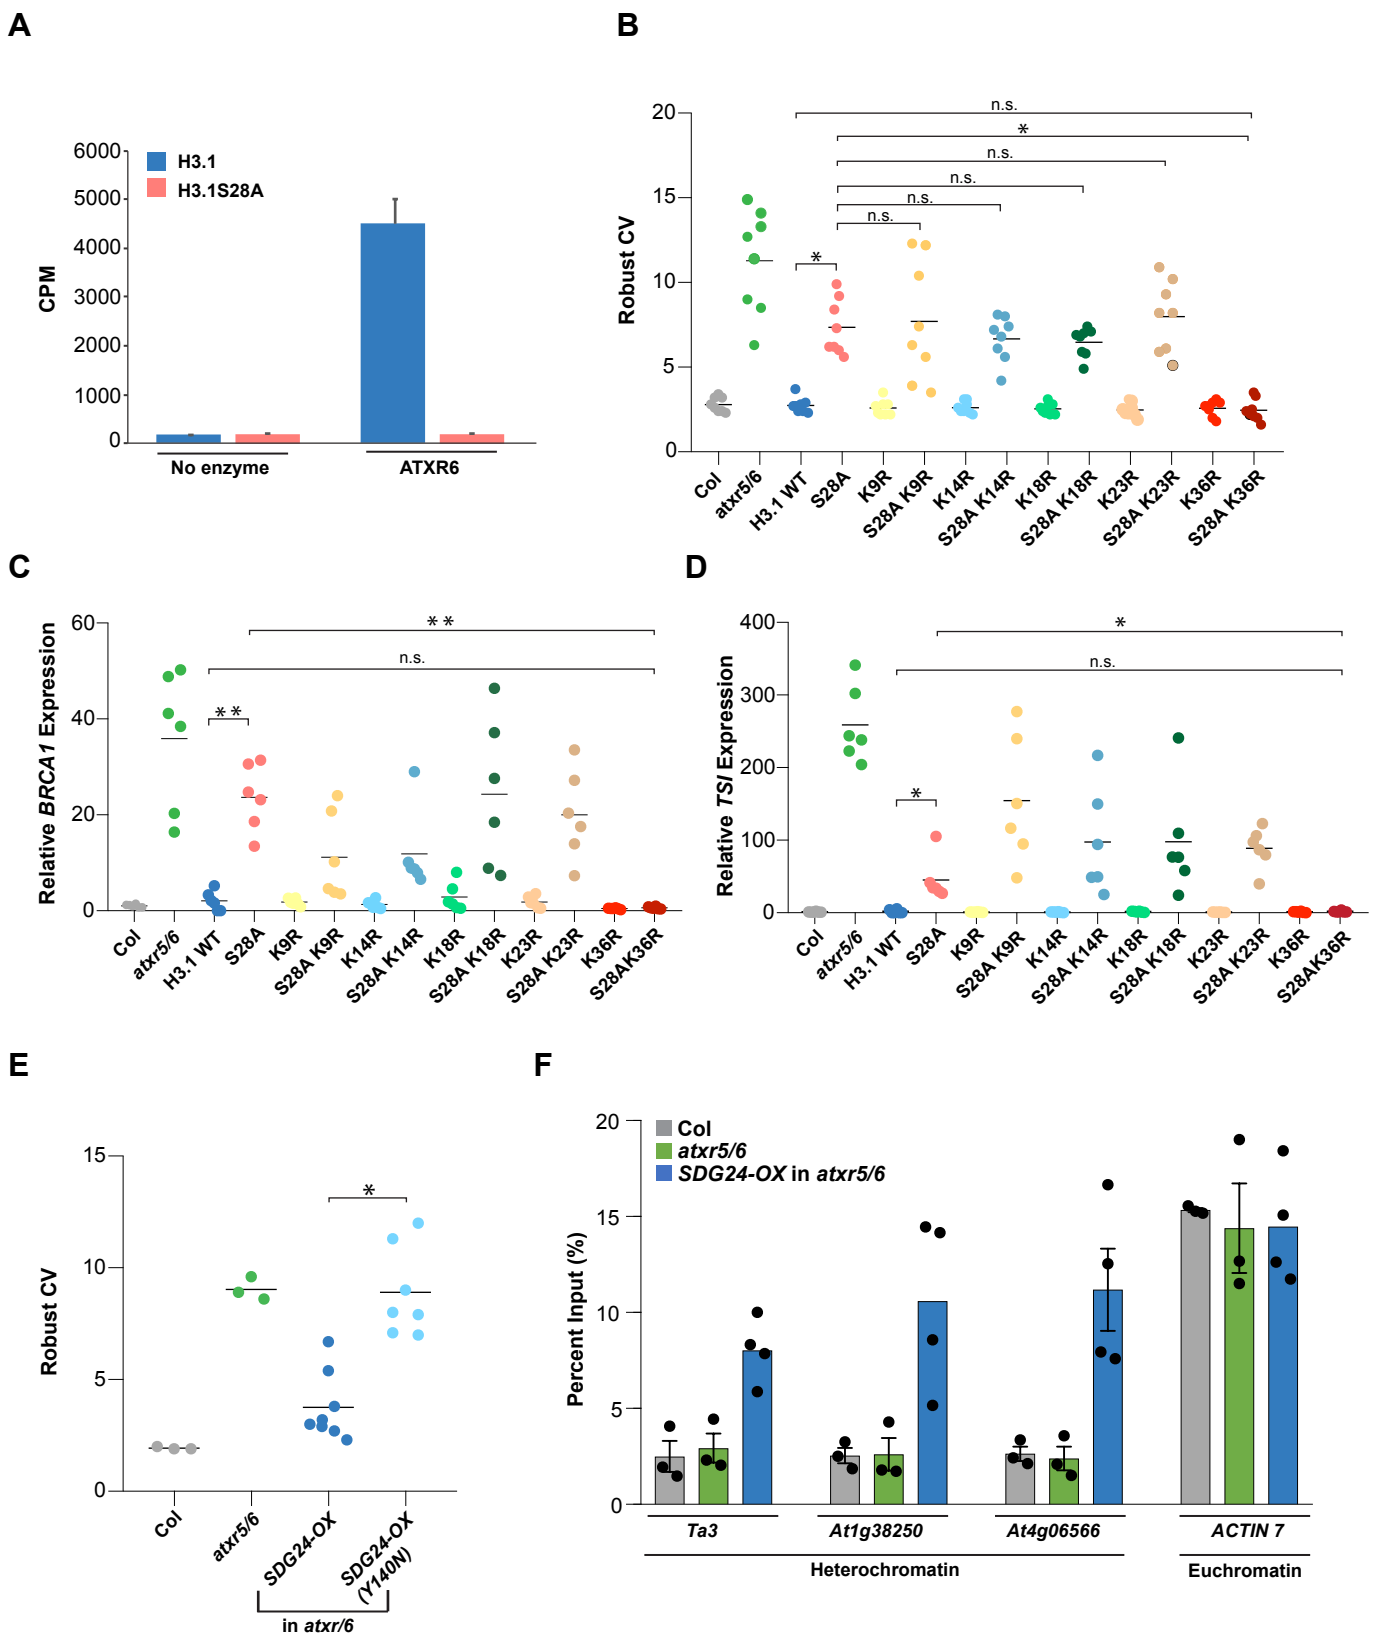 A
6000
5000
4000
3000
2000
1000
0
CPM
H3.1
H3.1S28A
No enzyme
ATXR6
B
20
15
10
5
0
Robust CV
n.s.
*
n.s.
n.s.
n.s.
n.s.
*
Col
atxr5/6
H3.1 WT
S28A
K9R
S28A K9R
K14R
S28A K14R
K18R
S28A K18R
K23R
S28A K23R
K36R
S28A K36R
C
60
40
20
0
Relative BRCA1 Expression
**
n.s.
**
Col
atxr5/6
H3.1 WT
S28A
K9R
S28A K9R
K14R
S28A K14R
K18R
S28A K18R
K23R
S28A K23R
K36R
S28AK36R
D
400
300
200
100
0
Relative TSI Expression
*
n.s.
*
Col
atxr5/6
H3.1 WT
S28A
K9R
S28A K9R
K14R
S28A K14R
K18R
S28A K18R
K23R
S28A K23R
K36R
S28AK36R
E
15
10
5
0
Robust CV
*
Col
atxr5/6
SDG24-OX
SDG24-OX
(Y140N)
in atxr/6
F
20
15
10
5
0
Percent Input (%)
Col
atxr5/6
SDG24-OX in atxr5/6
Ta3
At1g38250
At4g06566
ACTIN 7
Heterochromatin
Euchromatin